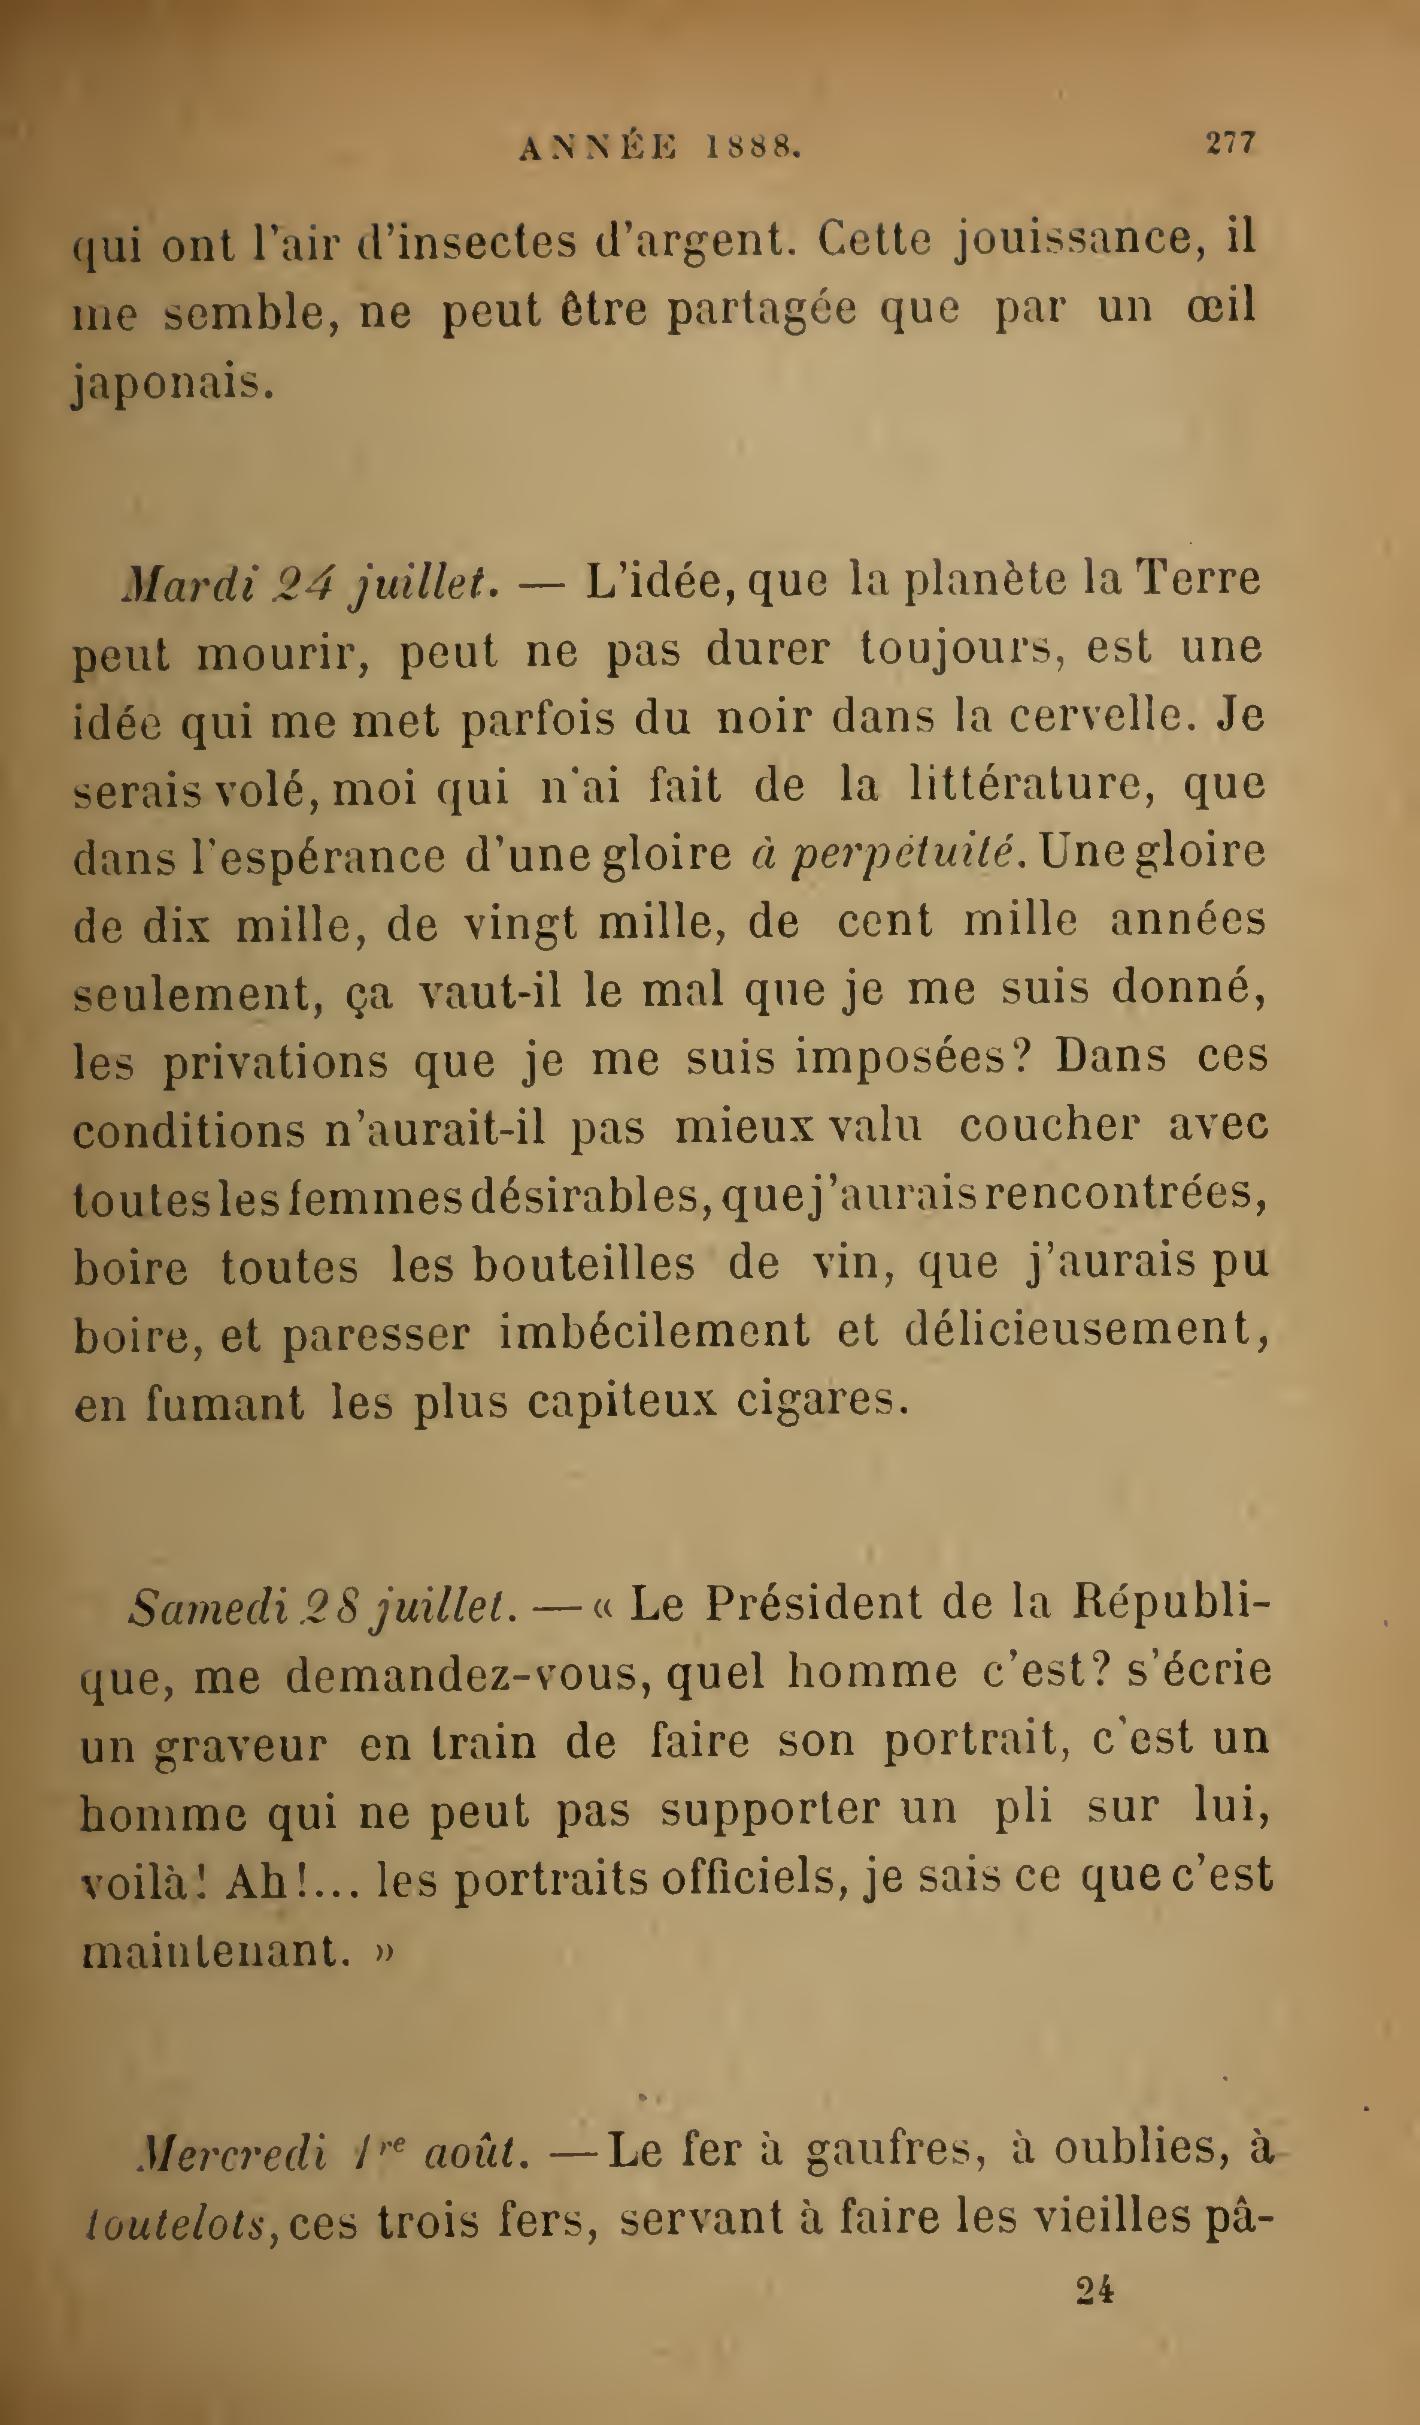 ANNÉE 1888. 277
qui ont l'air d'insectes d'argent. Cette jouissance, il
me semble, ne peut être partagée que par un œil
japonais.
Mardi 24 juillet. — L'idée, que la planète la Terre
peut mourir, peut ne pas durer toujours, est une
idée qui me met parfois du noir dans la cervelle. Je
serais volé, moi qui n'ai fait de la littérature, que
dans l'espérance d'une gloire à perpétuité. Une gloire
de dix mille, de vingt mille, de cent mille années
seulement, ça vaut-il le mal que je me suis donné,
les privations que je me suis imposées? Dans ces
conditions n'aurait-il pas mieux valu coucher avec
toutes les femmes désirables, que j'aurais rencontrées,
boire toutes les bouteilles de vin, que j'aurais pu
boire, et paresser imbécilement et délicieusement,
en fumant les plus capiteux cigares.
Samedi 28 juillet. — « Le Président de la Républi-
que, me demandez-vous, quel homme c'est? s'écrie
un graveur en train de faire son portrait, c'est un
homme qui ne peut pas supporter un pli sur lui,
voilà! Ah!... les portraits officiels, je sais ce que c'est
maintenant. »
Mercredi 1re août. — Le fer à gaufres, à oublies, à
toutelots, ces trois fers, servant à faire les vieilles pâ-
24